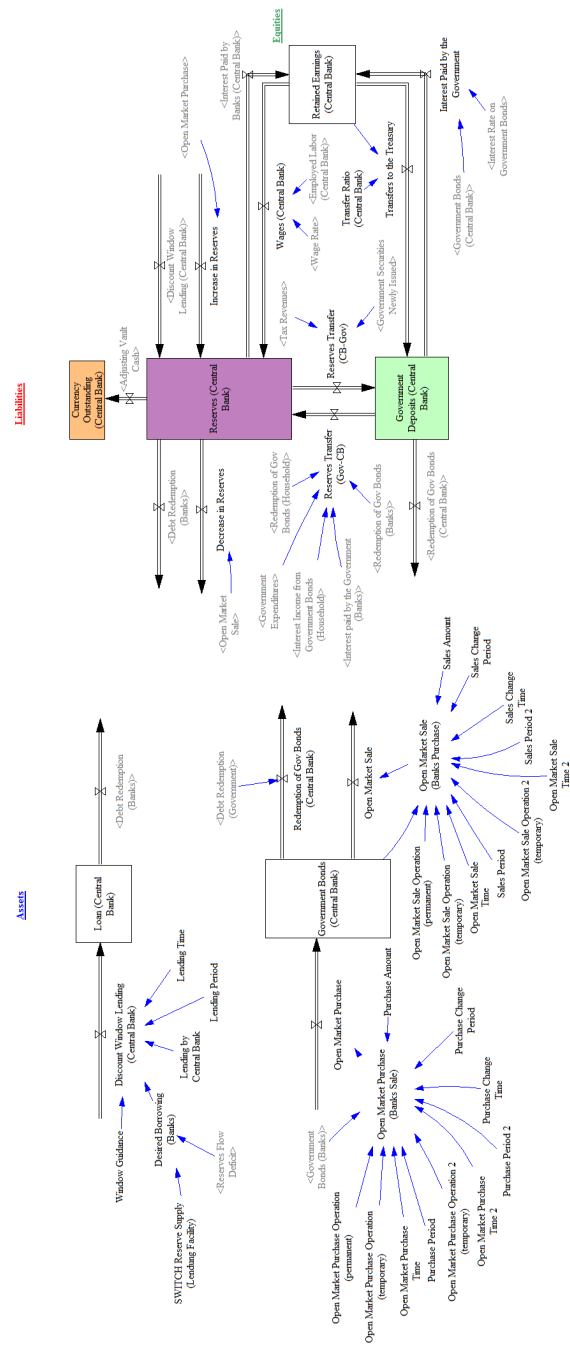 Assets
SWITCH Reserve Supply
(Lendung Facility)
Window Guidance
Desired Borrowing
(Banks)
<Reserves Flow
Deficit>
Discount Window Lending
(Central Bank)
Lending by
Central Bank
Lending Period
Lending Time
Loan (Central
Bank)
<Debt Redemption
(Banks)>
<Government
Bonds (Banks)>
Open Market Purchase
Open Market Purchase
(Banks Sale)
Purchase Amount
Open Market Purchase Operation
(permanent)
Open Market Purchase Operation
(temporary)
Open Market Purchase
Time
Purchase Period
Open Market Purchase Operation 2
(temporary)
Open Market Purchase
Time 2
Purchase Period 2
Purchase Change
Time
Purchase Change
Period
Government Bonds
(Central Bank)
<Debt Redemption
(Government)>
Redemption of Gov Bonds
(Central Bank)
Open Market Sale
Open Market Sale
(Banks Purchase)
Open Market Sale Operation
(permanent)
Open Market Sale Operation
(temporary)
Open Market Sale
Time
Sales Period
Open Market Sale Operation 2
(temporary)
Open Market Sale
Time 2
Sales Period 2
Sales Change
Time
Sales Change
Period
Sales Amount
Liabilities
Currency
Outstanding
(Central Bank)
<Adjusting Vault
Cash>
<Debt Redemption
(Banks)>
Decrease in Reserves
<Open Market
Sale>
Reserves (Central
Bank)
<Discount Window
Lending (Central Bank)>
Increase in Reserves
<Open Market Purchase>
<Government
Expenditures>
<Redemption of Gov
Bonds (Household)>
<Interest Income from
Government Bonds
(Household)>
<Interest paid by the Government
(Banks)>
Reserves Transfer
(Gov-CB)
<Redemption of Gov Bonds
(Banks)>
<Tax Revenues>
Reserves Transfer
(CB-Gov)
<Government Securities
Newly Issued>
Government
Deposits (Central
Bank)
<Redemption of Gov Bonds
(Central Bank)>
Equities
<Interest Paid by
Banks (Central Bank)>
Wages (Central Bank)
<Wage Rate>
<Employed Labor
(Central Bank)>
Transfer Ratio
(Central Bank)
Transfers to the Treasury
Retained Earnings
(Central Bank)
Interest Paid by the
Government
<Government Bonds
(Central Bank)>
<Interest Rate on
Government Bonds>